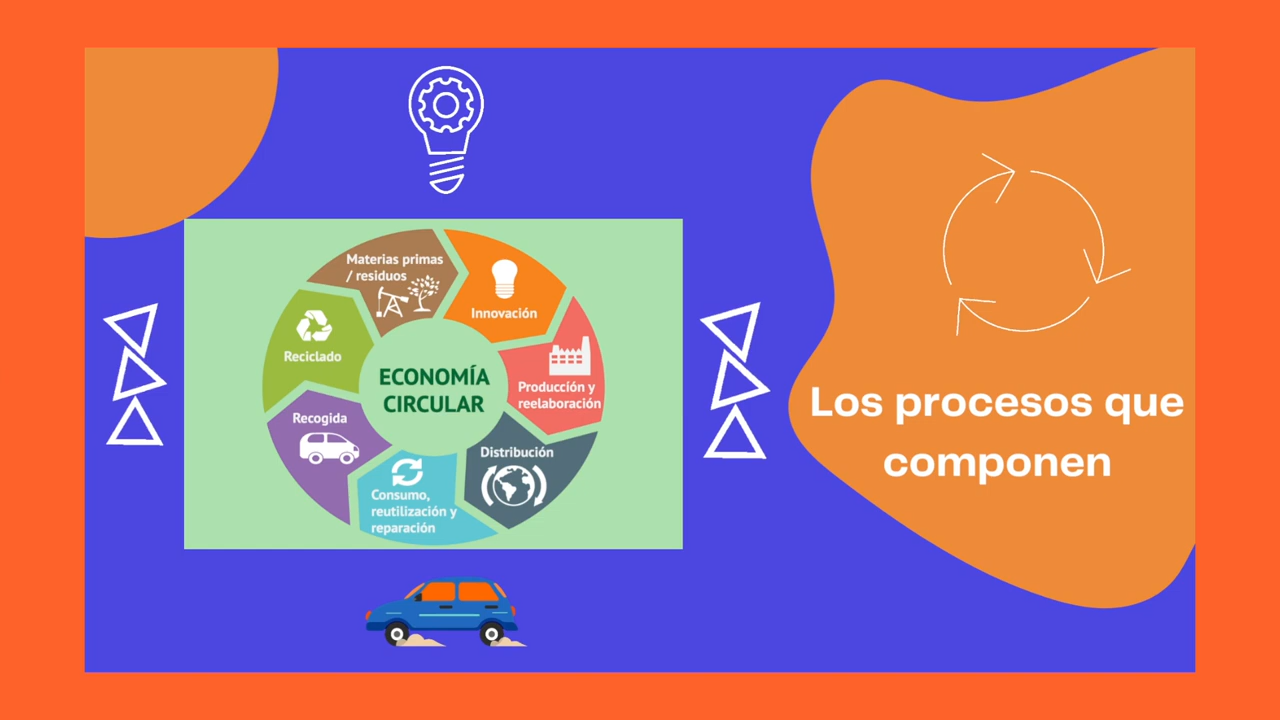 Materias primas
/ residuos
Innovación
Producción y
reelaboración
Distribución
Consumo,
reutilización y
reparación
Recogida
Reciclado
ECONOMÍA
CIRCULAR
Los procesos que
componen